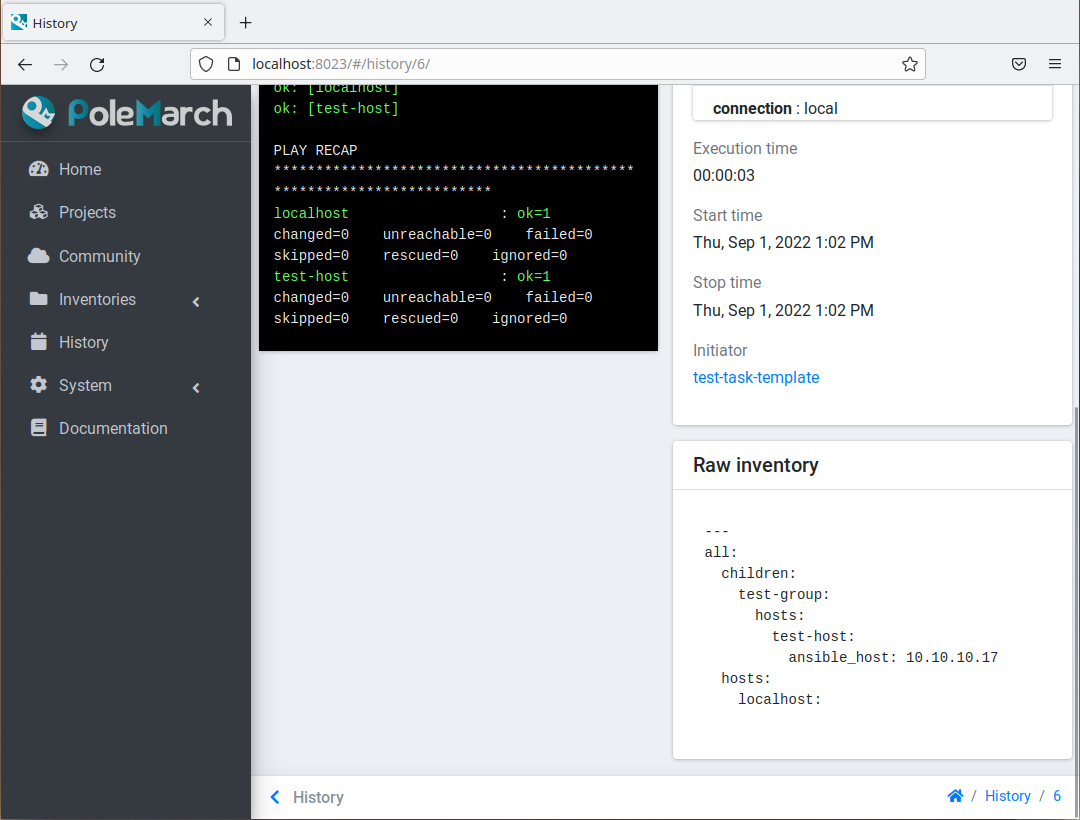 History
localhost:8023/#/history/6/
PoleMarch
Home
Projects
Community
Inventories
History
System
Documentation
ok: [localhost]
ok: [test-host]
PLAY RECAP
*******************************************
**************************
localhost                  : ok=1
changed=0    unreachable=0    failed=0
skipped=0    rescued=0    ignored=0
test-host                  : ok=1
changed=0    unreachable=0    failed=0
skipped=0    rescued=0    ignored=0
connection : local
Execution time
00:00:03
Start time
Thu, Sep 1, 2022 1:02 PM
Stop time
Thu, Sep 1, 2022 1:02 PM
Initiator
test-task-template
Raw inventory
---
all:
  children:
    test-group:
      hosts:
        test-host:
          ansible_host: 10.10.10.17
  hosts:
    localhost:
History
/ History / 6